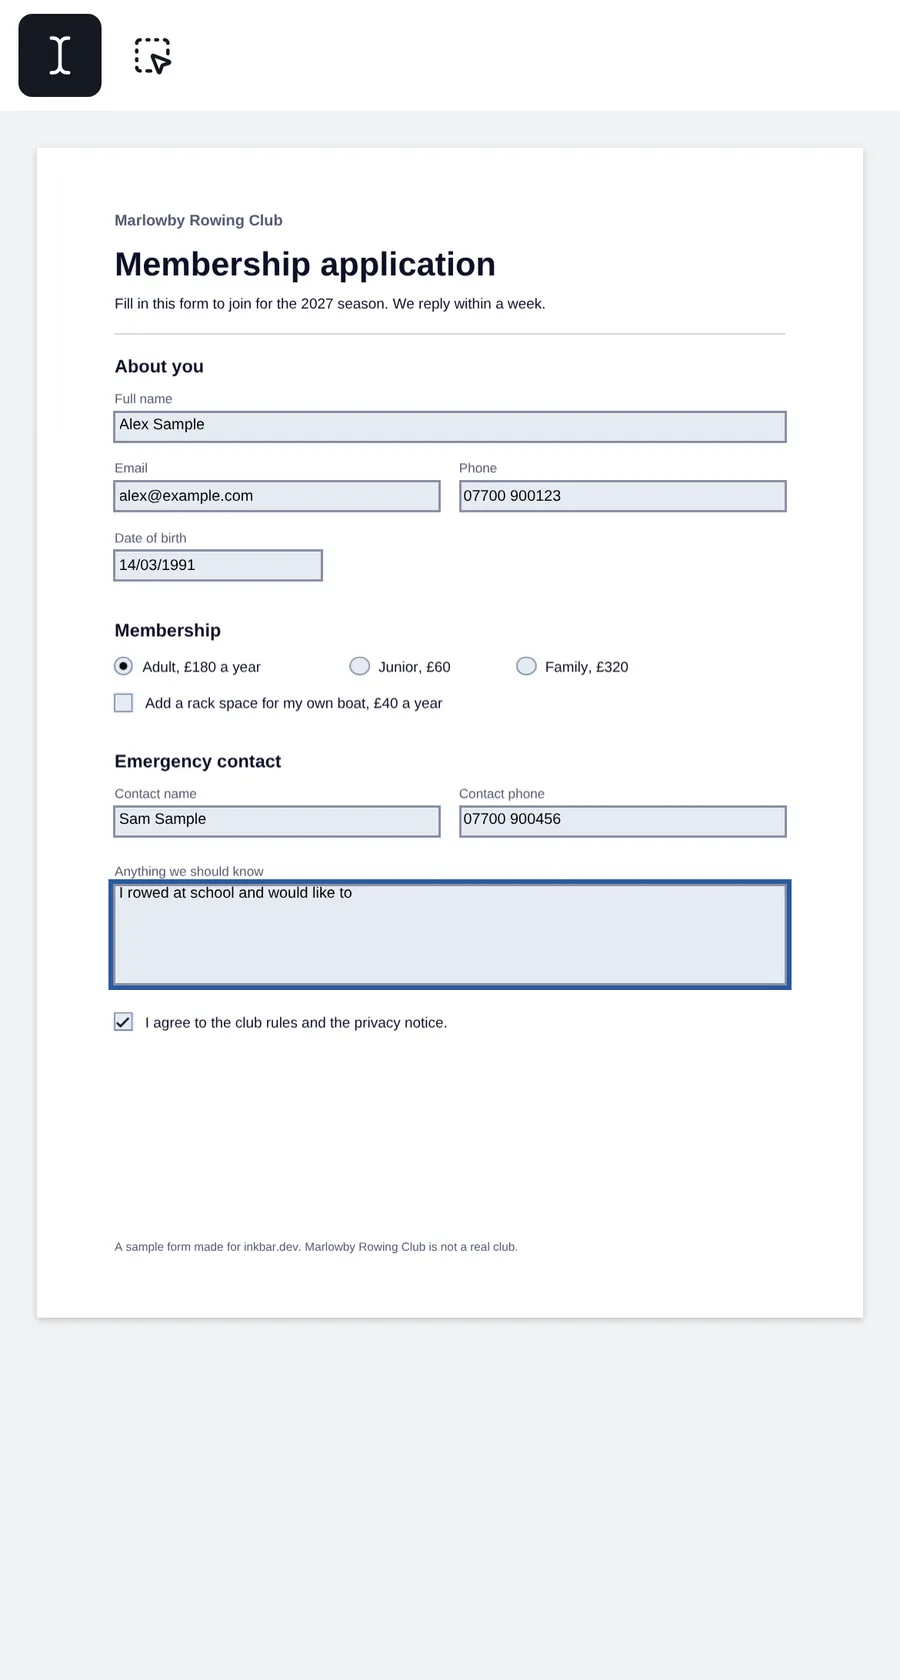 Marlowby Rowing Club
Membership application
Fill in this form to join for the 2027 season. We reply within a week.
About you
Full name
Alex Sample
Email Phone
alex@example.com 07700 900123
Date of birth
14/03/1991
Membership
Adult, £180 a year Junior, £60 Family, £320
Add a rack space for my own boat, £40 a year
Emergency contact
Contact name Contact phone
Sam Sample 07700 900456
Anything we should know
I rowed at school and would like to
I agree to the club rules and the privacy notice.
A sample form made for inkbar.dev. Marlowby Rowing Club is not a real club.